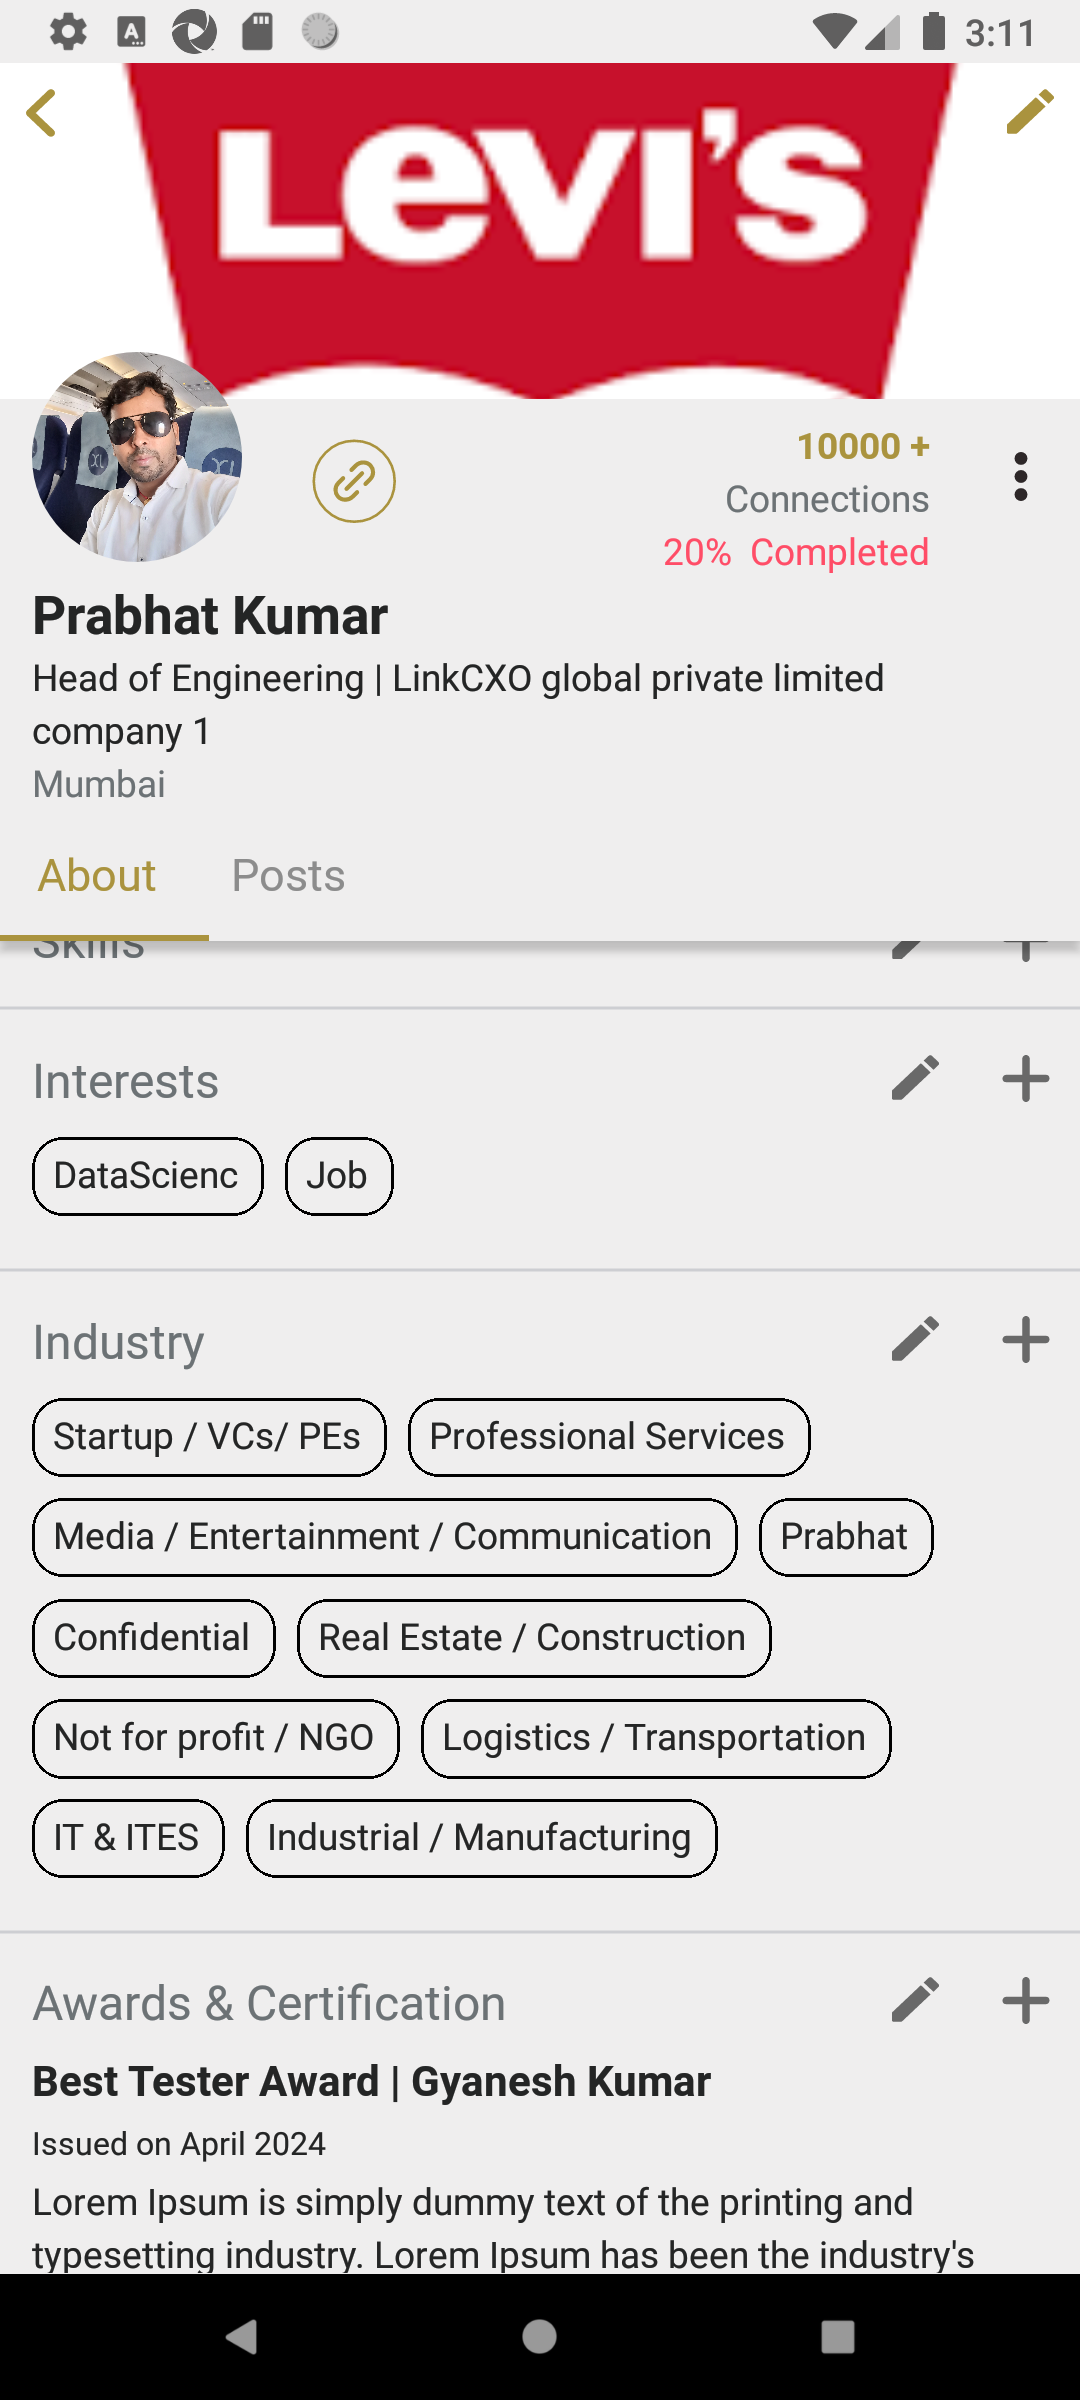 3:11
Levi's
10000 +
Connections
20% Completed
Prabhat Kumar
Head of Engineering | LinkCXO global private limited
company 1
Mumbai
About Posts
Skills
Interests
DataScienc Job
Industry
Startup / VCs/ PEs Professional Services
Media / Entertainment / Communication Prabhat
Confidential Real Estate / Construction
Not for profit / NGO Logistics / Transportation
IT & ITES Industrial / Manufacturing
Awards & Certification
Best Tester Award | Gyanesh Kumar
Issued on April 2024
Lorem Ipsum is simply dummy text of the printing and
typesetting industry. Lorem Ipsum has been the industry's